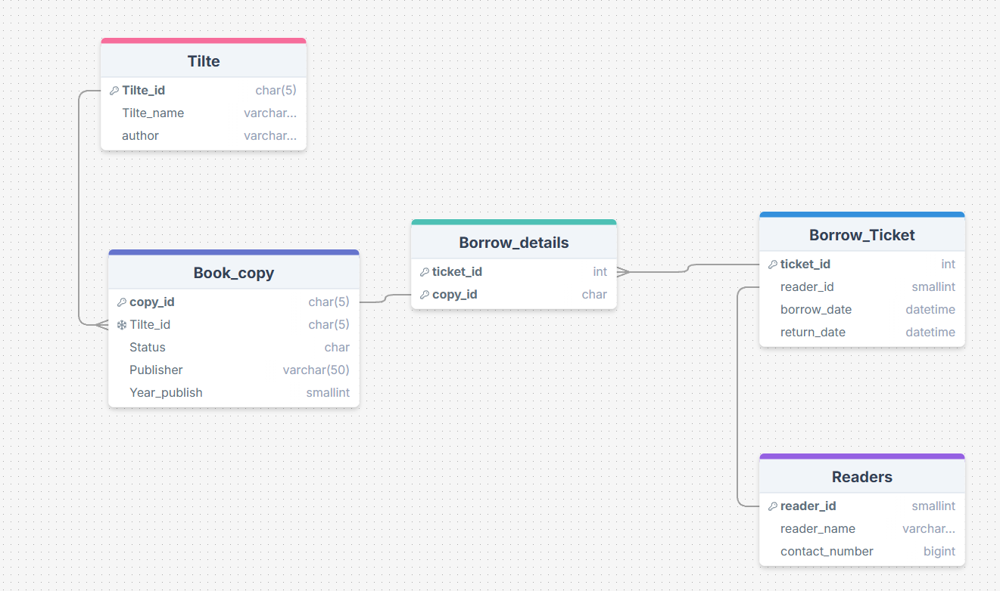 Tilte
Tilte_id char(5)
Tilte_name varchar...
author varchar...
Book_copy
copy_id char(5)
Tilte_id char(5)
Status char
Publisher varchar(50)
Year_publish smallint
Borrow_details
ticket_id int
copy_id char
Borrow_Ticket
ticket_id int
reader_id smallint
borrow_date datetime
return_date datetime
Readers
reader_id smallint
reader_name varchar...
contact_number bigint